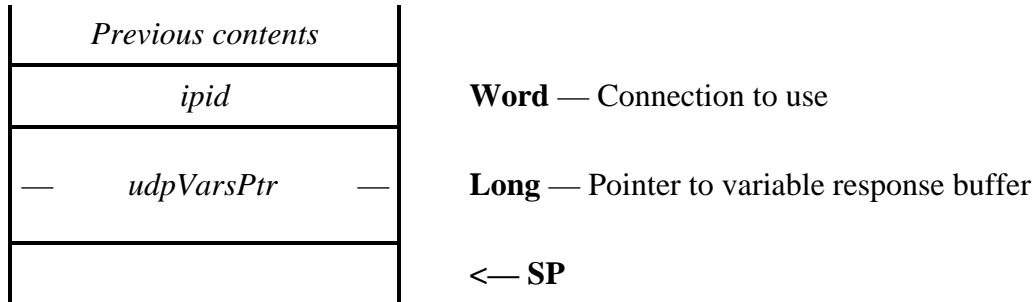 Previous contents
ipid Word — Connection to use
— udpVarsPtr — Long — Pointer to variable response buffer
<— SP